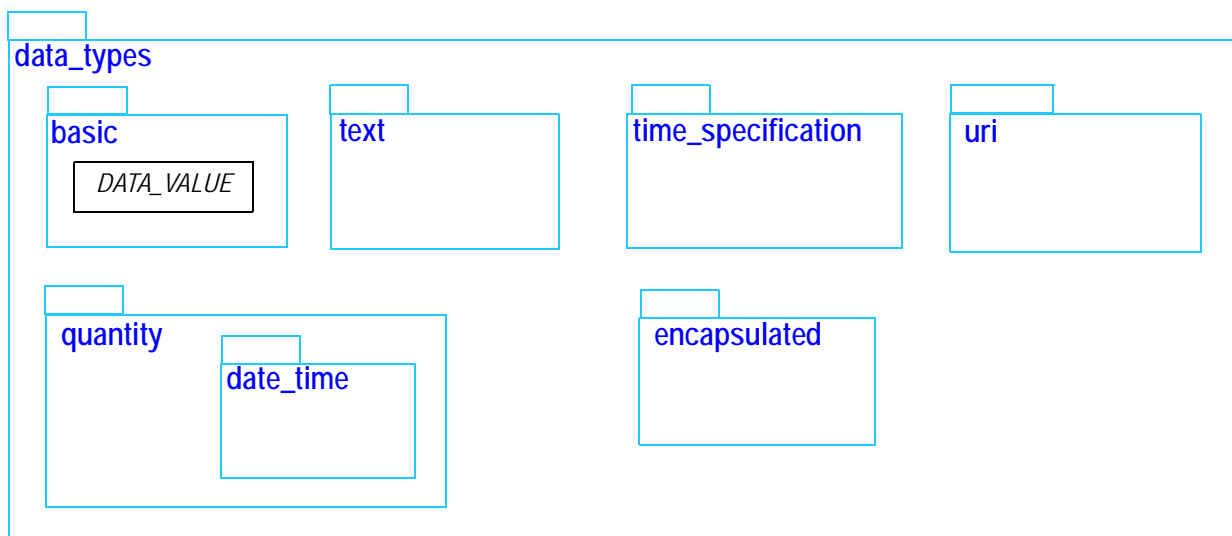 data_types
basic
text
time_specification
uri
DATA_VALUE
quantity
encapsulated
date_time